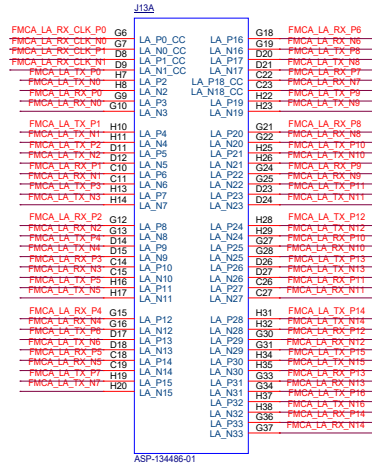 J13A
FMCA_LA_RX_CLK_P0 G6 LA_P0_CC LA_P16 G18 FMCA_LA_RX_P6
FMCA_LA_RX_CLK_N0 G7 LA_N0_CC LA_N16 G19 FMCA_LA_RX_N6
FMCA_LA_RX_CLK_P1 D8 LA_P1_CC LA_P17 D20 FMCA_LA_TX_P8
FMCA_LA_RX_CLK_N1 D9 LA_N1_CC LA_N17 D21 FMCA_LA_TX_N8
FMCA_LA_TX_P0 H7 LA_P2 LA_P18_CC C22 FMCA_LA_RX_P7
FMCA_LA_TX_N0 H8 LA_N2 LA_N18_CC C23 FMCA_LA_RX_N7
FMCA_LA_RX_P0 G9 LA_P3 LA_P19 H22 FMCA_LA_TX_P9
FMCA_LA_RX_N0 G10 LA_N3 LA_N19 H23 FMCA_LA_TX_N9
FMCA_LA_TX_P1 H10 LA_P4 LA_P20 G21 FMCA_LA_RX_P8
FMCA_LA_TX_N1 H11 LA_N4 LA_N20 G22 FMCA_LA_RX_N8
FMCA_LA_TX_P2 D11 LA_P5 LA_P21 H25 FMCA_LA_TX_P10
FMCA_LA_TX_N2 D12 LA_N5 LA_N21 H26 FMCA_LA_TX_N10
FMCA_LA_RX_P1 C10 LA_P6 LA_P22 G24 FMCA_LA_RX_P9
FMCA_LA_RX_N1 C11 LA_N6 LA_N22 G25 FMCA_LA_RX_N9
FMCA_LA_TX_P3 H13 LA_P7 LA_P23 D23 FMCA_LA_TX_P11
FMCA_LA_TX_N3 H14 LA_N7 LA_N23 D24 FMCA_LA_TX_N11
FMCA_LA_RX_P2 G12 LA_P8 LA_P24 H28 FMCA_LA_TX_P12
FMCA_LA_RX_N2 G13 LA_N8 LA_N24 H29 FMCA_LA_TX_N12
FMCA_LA_TX_P4 D14 LA_P9 LA_P25 G27 FMCA_LA_RX_P10
FMCA_LA_TX_N4 D15 LA_N9 LA_N25 G28 FMCA_LA_RX_N10
FMCA_LA_RX_P3 C14 LA_P10 LA_P26 D26 FMCA_LA_TX_P13
FMCA_LA_RX_N3 C15 LA_N10 LA_N26 D27 FMCA_LA_TX_N13
FMCA_LA_TX_P5 H16 LA_P11 LA_P27 C26 FMCA_LA_RX_P11
FMCA_LA_TX_N5 H17 LA_N11 LA_N27 C27 FMCA_LA_RX_N11
FMCA_LA_RX_P4 G15 LA_P12 LA_P28 H31 FMCA_LA_TX_P14
FMCA_LA_RX_N4 G16 LA_N12 LA_N28 H32 FMCA_LA_TX_N14
FMCA_LA_TX_P6 D17 LA_P13 LA_P29 G30 FMCA_LA_RX_P12
FMCA_LA_TX_N6 D18 LA_N13 LA_N29 G31 FMCA_LA_RX_N12
FMCA_LA_RX_P5 C18 LA_P14 LA_P30 H34 FMCA_LA_TX_P15
FMCA_LA_RX_N5 C19 LA_N14 LA_N30 H35 FMCA_LA_TX_N15
FMCA_LA_TX_P7 H19 LA_P15 LA_P31 G33 FMCA_LA_RX_P13
FMCA_LA_TX_N7 H20 LA_N15 LA_N31 G34 FMCA_LA_RX_N13
LA_P32 H37 FMCA_LA_TX_P16
LA_N32 H38 FMCA_LA_TX_N16
LA_P33 G36 FMCA_LA_RX_P14
LA_N33 G37 FMCA_LA_RX_N14
ASP-134486-01